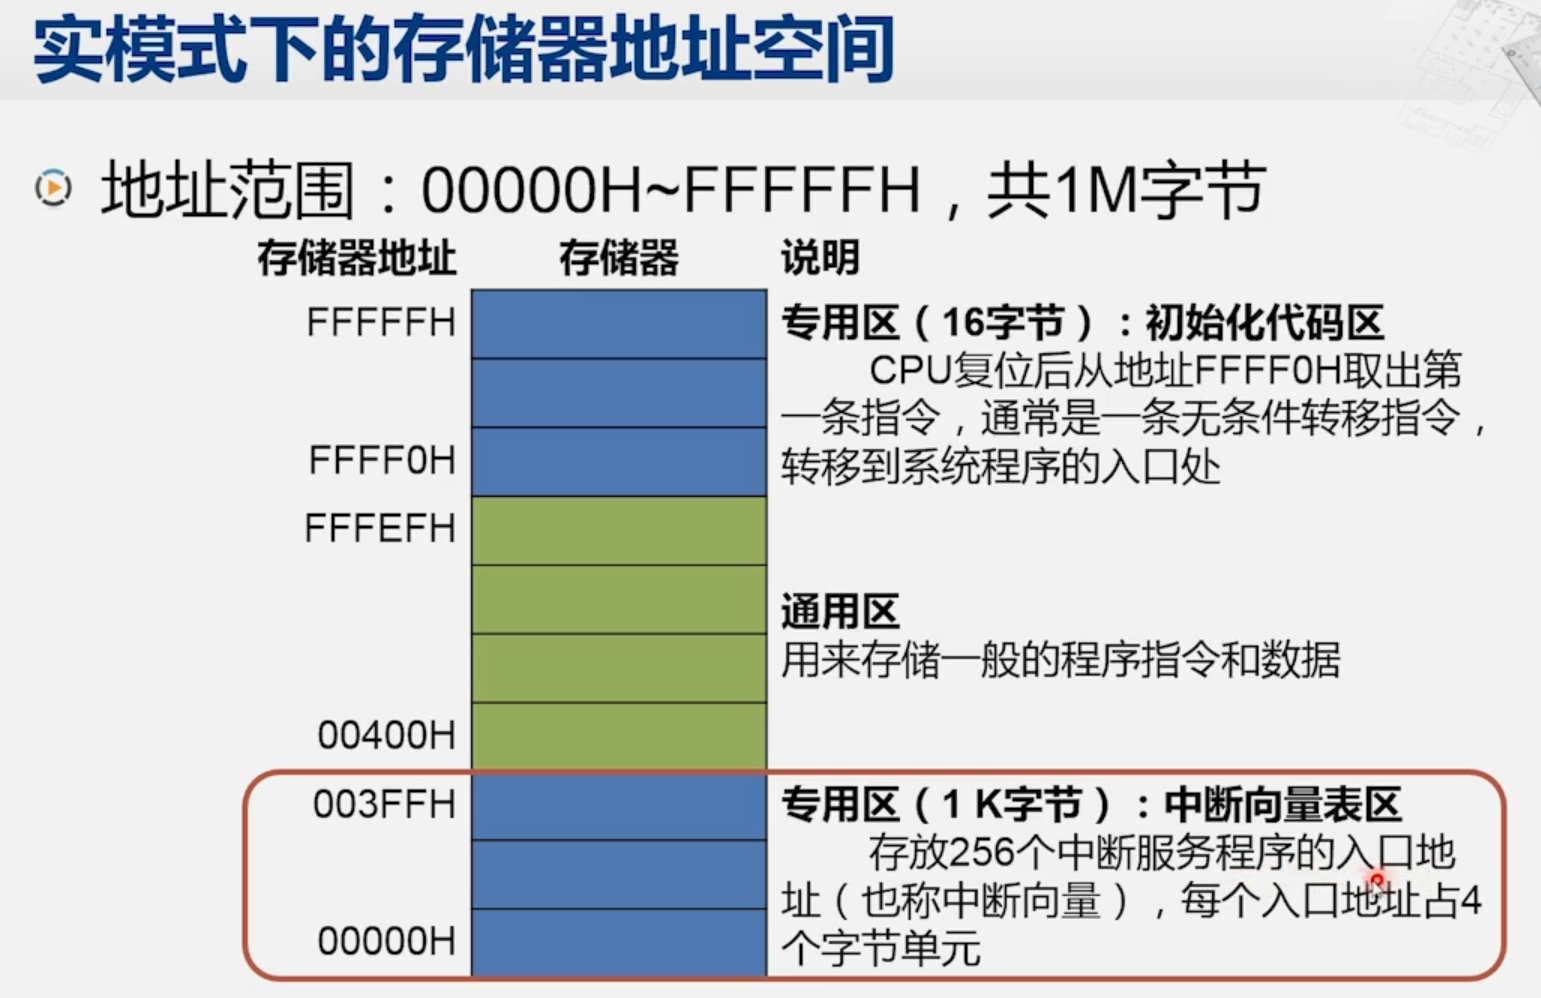 实模式下的存储器地址空间
地址范围：00000H~FFFFFH，共1M字节
存储器地址 存储器 说明
FFFFFH 专用区（16字节）：初始化代码区
CPU复位后从地址FFFF0H取出第
一条指令，通常是一条无条件转移指令，
FFFF0H 转移到系统程序的入口处
FFFEFH
通用区
用来存储一般的程序指令和数据
00400H
003FFH 专用区（1 K字节）：中断向量表区
存放256个中断服务程序的入口地
址（也称中断向量），每个入口地址占4
00000H 个字节单元